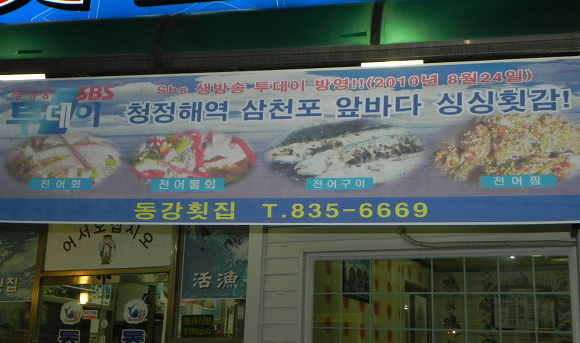 Sbs 생방송 투데이 방영!!(2010년 8월24일)
생방송 SBS
투데이
청정해역 삼천포 앞바다 싱싱횟감!
전어회
전어물회
전어구이
전어찜
동강횟집 T.835-6669
어서오십시오
活漁